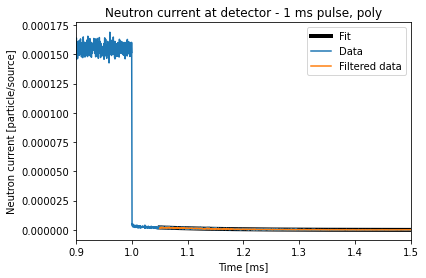 Neutron current at detector - 1 ms pulse, poly
Neutron current [particle/source]
0.000175
0.000150
0.000125
0.000100
0.000075
0.000050
0.000025
0.000000
Fit
Data
Filtered data
0.9 1.0 1.1 1.2 1.3 1.4 1.5
Time [ms]